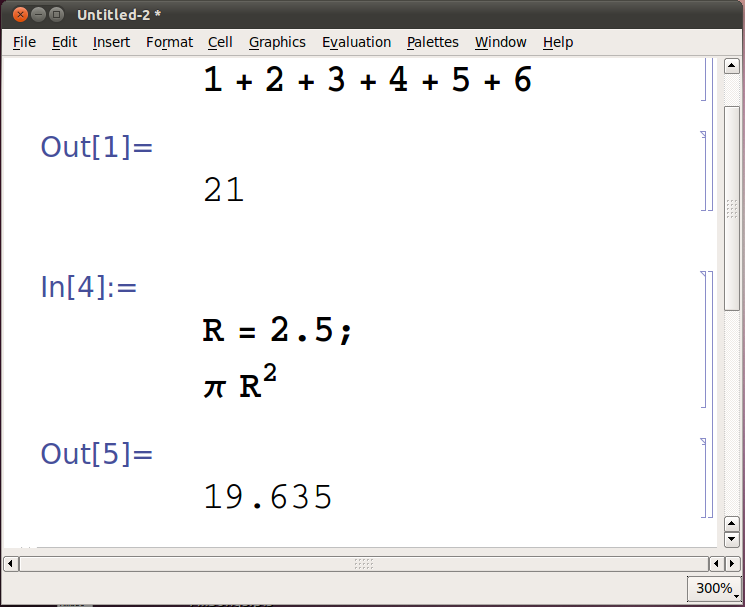 Untitled-2 *
File Edit Insert Format Cell Graphics Evaluation Palettes Window Help
1 + 2 + 3 + 4 + 5 + 6
Out[1]=
21
In[4]:=
R = 2.5;
π R²
Out[5]=
19.635
300%